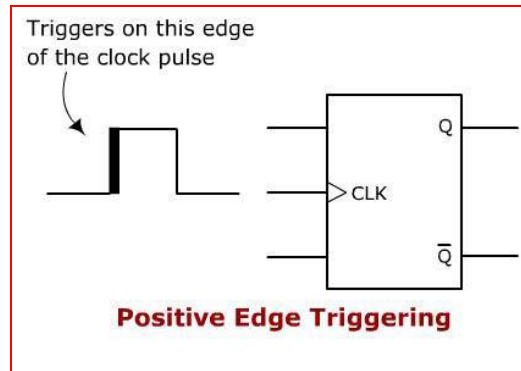 Triggers on this edge
of the clock pulse
Q
CLK
Q̅
Positive Edge Triggering